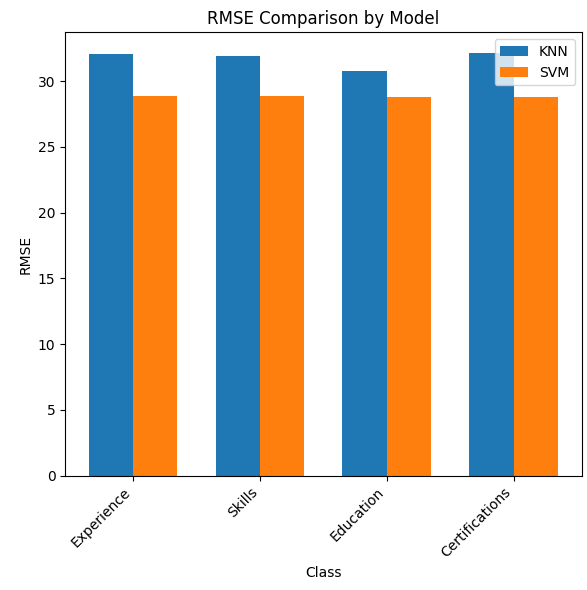 RMSE Comparison by Model
KNN
SVM
30
25
20
15
10
5
0
RMSE
Experience
Skills
Education
Certifications
Class